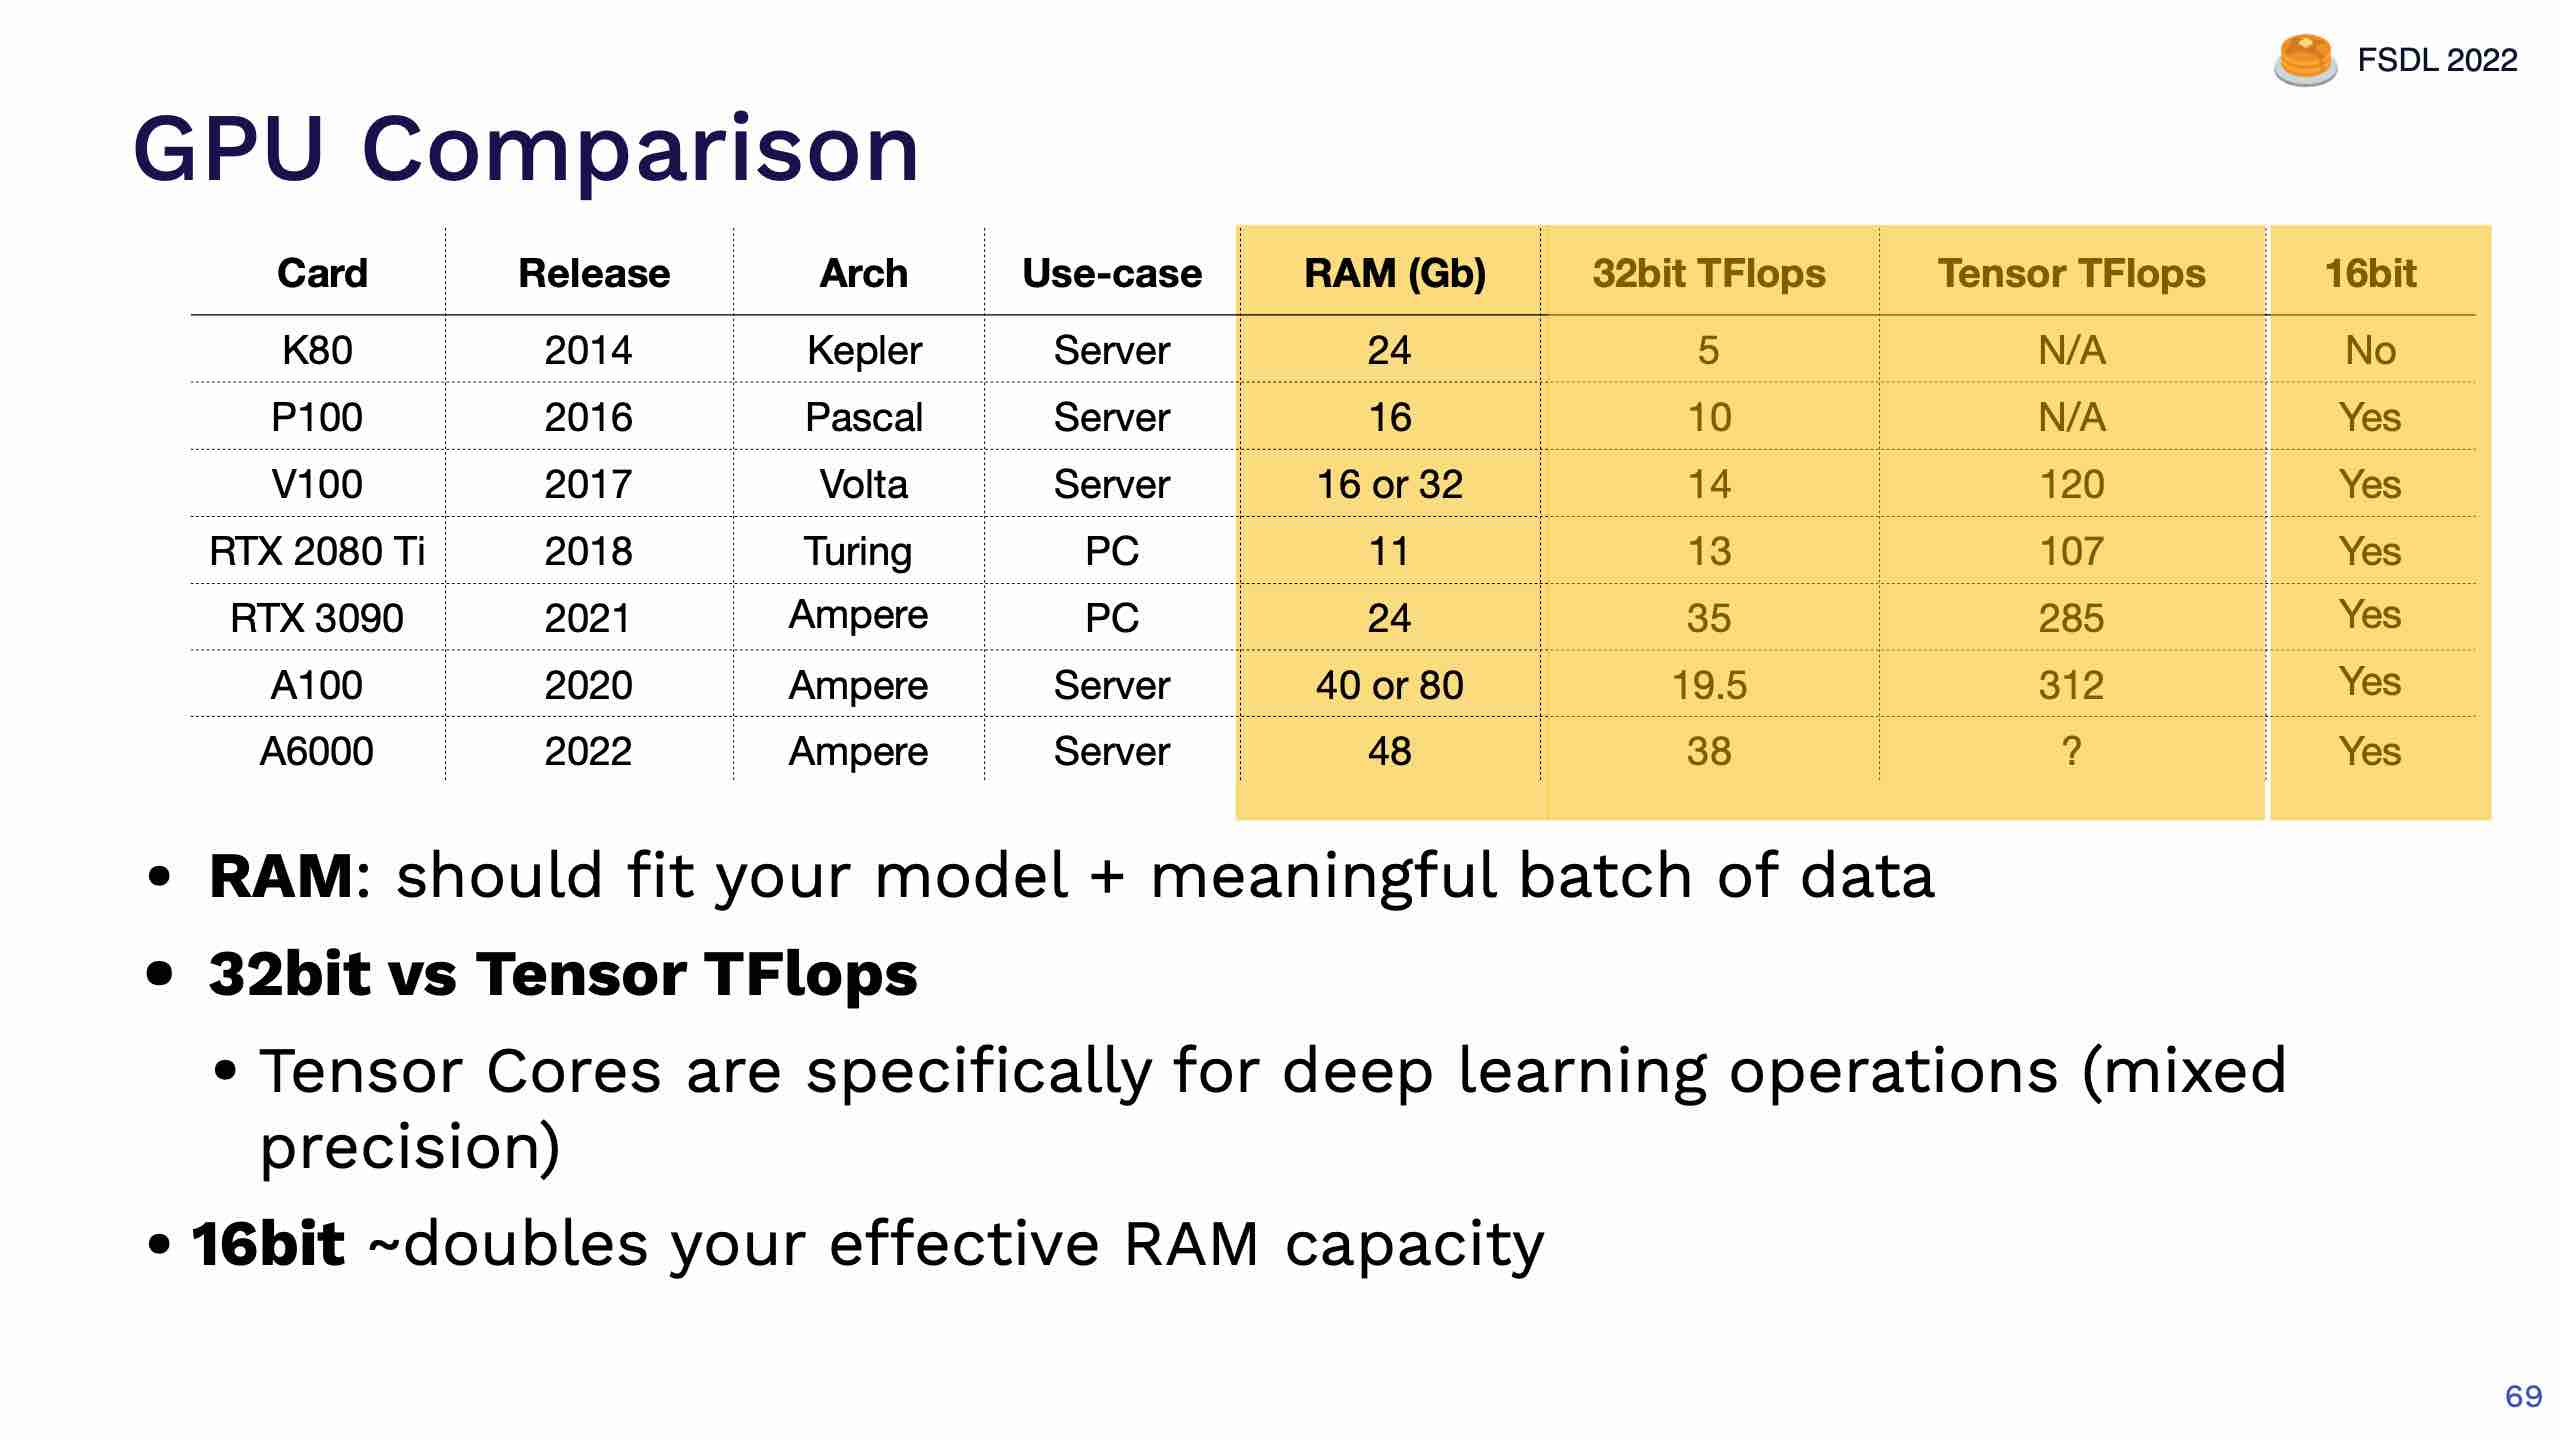 FSDL 2022
GPU Comparison
Card Release Arch Use-case RAM (Gb) 32bit TFlops Tensor TFlops 16bit
K80 2014 Kepler Server 24 5 N/A No
P100 2016 Pascal Server 16 10 N/A Yes
V100 2017 Volta Server 16 or 32 14 120 Yes
RTX 2080 Ti 2018 Turing PC 11 13 107 Yes
RTX 3090 2021 Ampere PC 24 35 285 Yes
A100 2020 Ampere Server 40 or 80 19.5 312 Yes
A6000 2022 Ampere Server 48 38 ? Yes
• RAM: should fit your model + meaningful batch of data
• 32bit vs Tensor TFlops
• Tensor Cores are specifically for deep learning operations (mixed
precision)
• 16bit ~doubles your effective RAM capacity
69